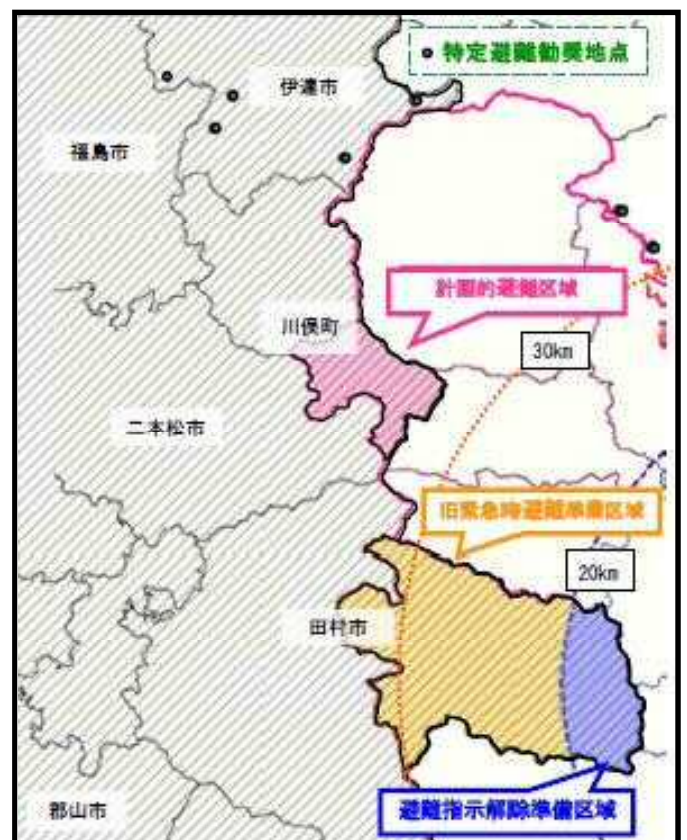 特定避難勧奨地点
伊達市
福島市
計画的避難区域
川俣町
30km
二本松市
旧緊急時避難準備区域
20km
田村市
避難指示解除準備区域
郡山市